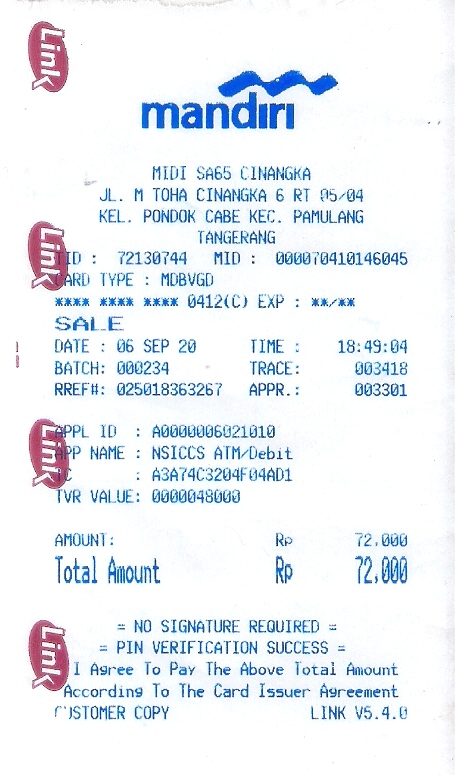 mandiri
MIDI SA65 CINANGKA
JL. M TOHA CINANGKA 6 RT 05/04
KEL. PONDOK CABE KEC. PAMULANG
TANGERANG
TID : 72130744 MID : 000070410146045
CARD TYPE : MDBVGD
**** **** **** 0412(C) EXP : **/**
SALE
DATE : 06 SEP 20 TIME : 18:49:04
BATCH: 000234 TRACE: 003418
RREF#: 025018363267 APPR.: 003301
APPL ID : A0000006021010
APP NAME : NSICCS ATM/Debit
TC : A3A74C3204F04AD1
TVR VALUE: 0000048000
AMOUNT: Rp 72.000
Total Amount Rp 72.000
= NO SIGNATURE REQUIRED =
= PIN VERIFICATION SUCCESS =
I Agree To Pay The Above Total Amount
According To The Card Issuer Agreement
CUSTOMER COPY LINK V5.4.0
Link
Link
Link
Link